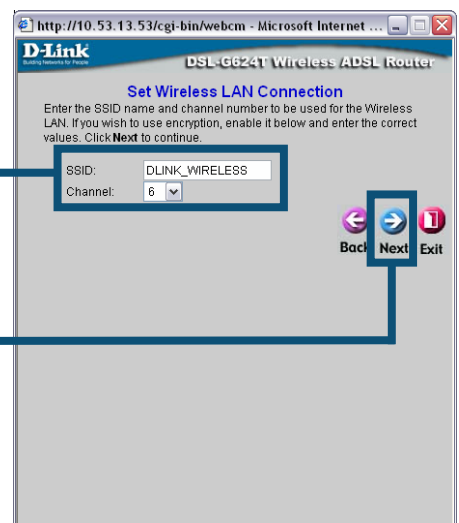 http://10.53.13.53/cgi-bin/webcm - Microsoft Internet ...
D-Link
Building Networks for People
DSL-G624T Wireless ADSL Router
Set Wireless LAN Connection
Enter the SSID name and channel number to be used for the Wireless
LAN. If you wish to use encryption, enable it below and enter the correct
values. Click Next to continue.
SSID: DLINK_WIRELESS
Channel: 6
Back Next Exit